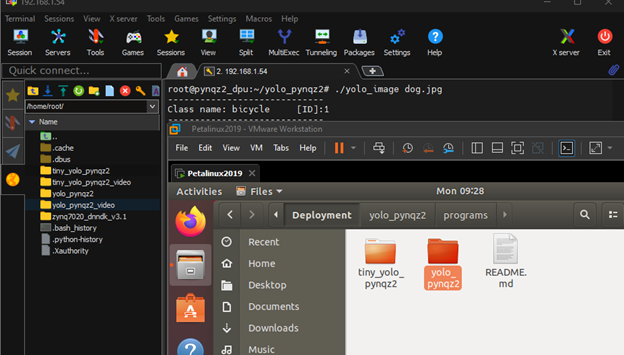 192.168.1.54
Terminal Sessions View X server Tools Games Settings Macros Help
Session Servers Tools Games Sessions View Split MultiExec Tunneling Packages Settings Help X server Exit
Quick connect...
2. 192.168.1.54
/home/root/
Name
..
.cache
.dbus
tiny_yolo_pynqz2
tiny_yolo_pynqz2_video
yolo_pynqz2
yolo_pynqz2_video
zynq7020_dnndk_v3.1
.bash_history
.python-history
.Xauthority
root@pynqz2_dpu:~/yolo_pynqz2# ./yolo_image dog.jpg
-----------------------------
Class name: bicycle [ID]:1
Petalinux2019 - VMware Workstation
File Edit View VM Tabs Help
Petalinux2019
Activities Files Mon 09:28
Deployment yolo_pynqz2 programs
Recent
Home
Desktop
Documents
Downloads
Music
tiny_yolo_
pynqz2
yolo_
pynqz2
README.
md